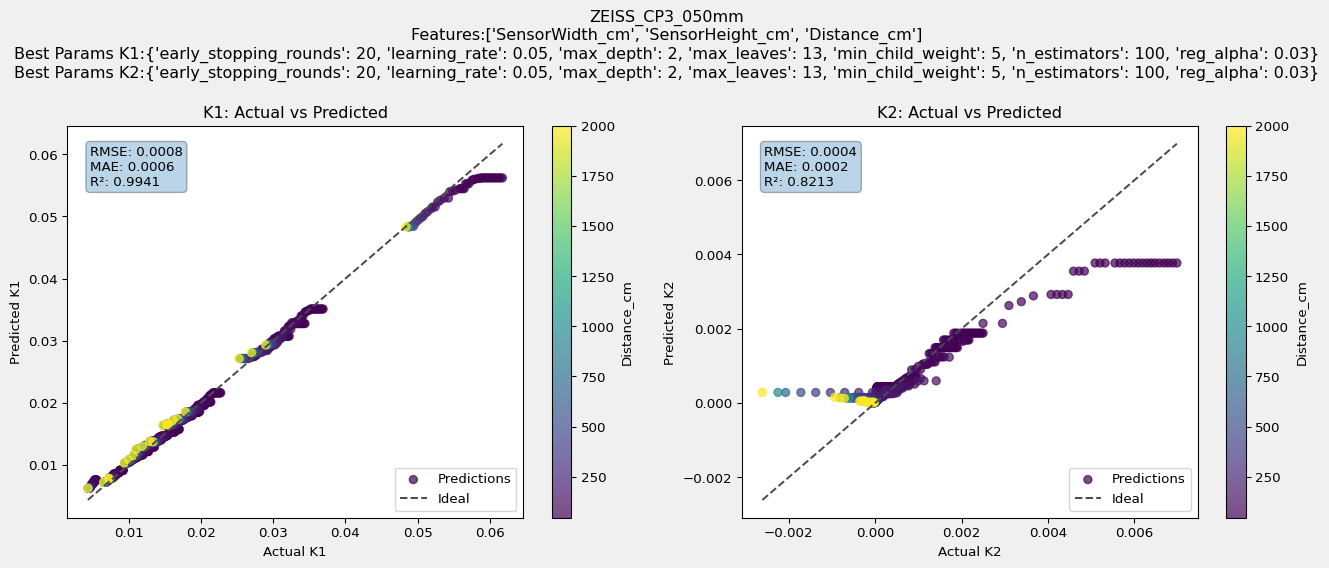 ZEISS_CP3_050mm
Features:['SensorWidth_cm', 'SensorHeight_cm', 'Distance_cm']
Best Params K1:{'early_stopping_rounds': 20, 'learning_rate': 0.05, 'max_depth': 2, 'max_leaves': 13, 'min_child_weight': 5, 'n_estimators': 100, 'reg_alpha': 0.03}
Best Params K2:{'early_stopping_rounds': 20, 'learning_rate': 0.05, 'max_depth': 2, 'max_leaves': 13, 'min_child_weight': 5, 'n_estimators': 100, 'reg_alpha': 0.03}
K1: Actual vs Predicted
RMSE: 0.0008
MAE: 0.0006
R²: 0.9941
Predicted K1
0.06
0.05
0.04
0.03
0.02
0.01
0.01
0.02
0.03
0.04
0.05
0.06
Actual K1
Predictions
Ideal
2000
1750
1500
1250
1000
750
500
250
Distance_cm
K2: Actual vs Predicted
RMSE: 0.0004
MAE: 0.0002
R²: 0.8213
Predicted K2
0.006
0.004
0.002
0.000
−0.002
−0.002
0.000
0.002
0.004
0.006
Actual K2
Predictions
Ideal
2000
1750
1500
1250
1000
750
500
250
Distance_cm